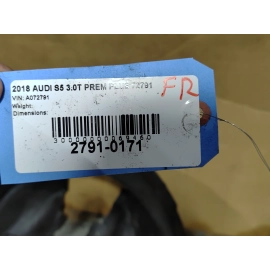 2018 AUDI S5 3.0T PREM PLUS 72791
FR
VIN: A072791
Weight:
Dimensions:
2791-0171